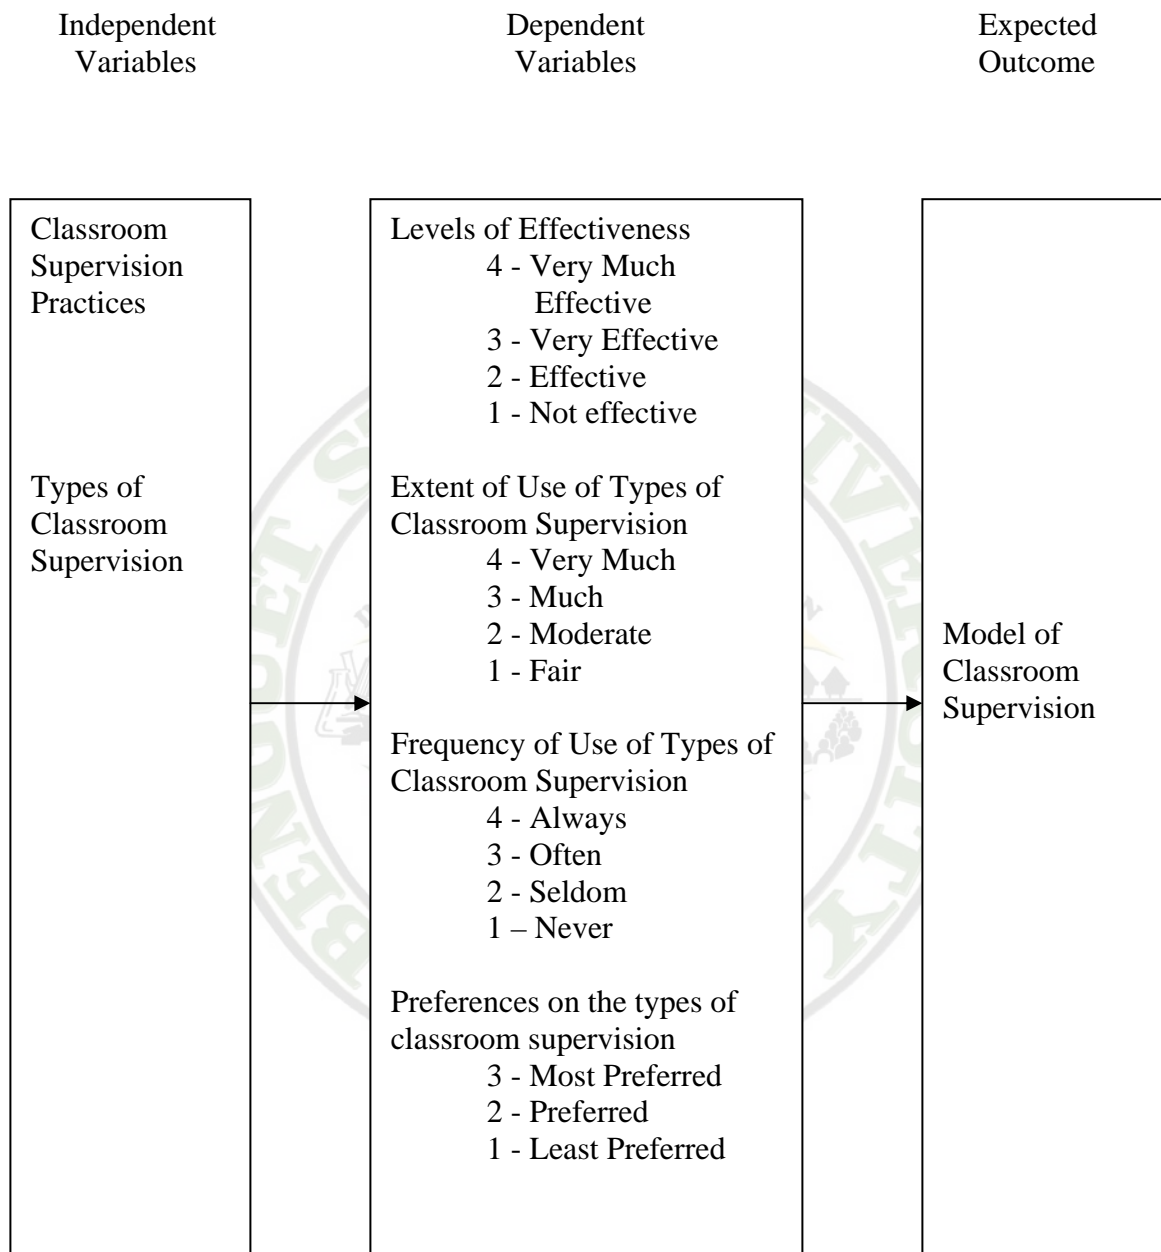 Independent
Variables
Dependent
Variables
Expected
Outcome
Classroom
Supervision
Practices
Types of
Classroom
Supervision
Levels of Effectiveness
4 - Very Much
Effective
3 - Very Effective
2 - Effective
1 - Not effective
Extent of Use of Types of
Classroom Supervision
4 - Very Much
3 - Much
2 - Moderate
1 - Fair
Frequency of Use of Types of
Classroom Supervision
4 - Always
3 - Often
2 - Seldom
1 – Never
Preferences on the types of
classroom supervision
3 - Most Preferred
2 - Preferred
1 - Least Preferred
Model of
Classroom
Supervision
BENGUET